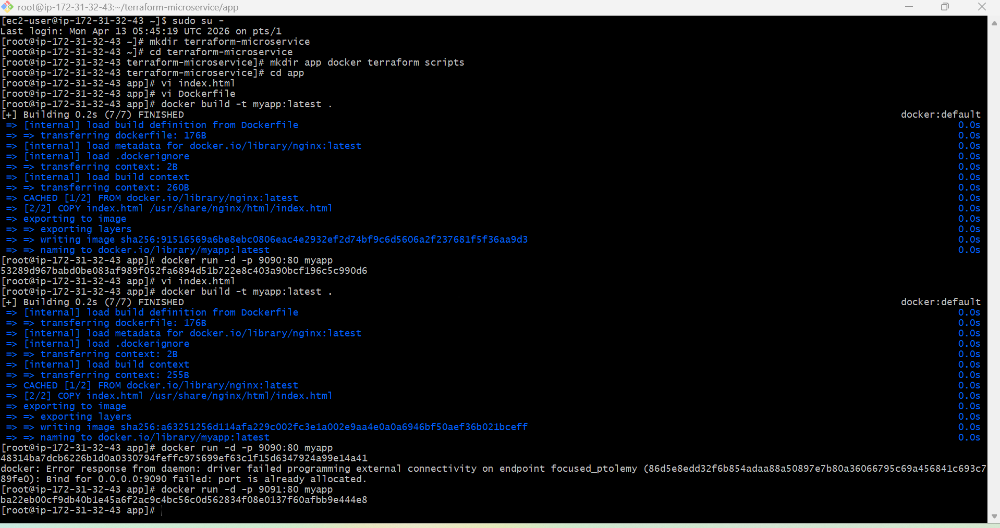 root@ip-172-31-32-43:~/terraform-microservice/app
[ec2-user@ip-172-31-32-43 ~]$ sudo su -
Last login: Mon Apr 13 05:45:19 UTC 2026 on pts/1
[root@ip-172-31-32-43 ~]# mkdir terraform-microservice
[root@ip-172-31-32-43 ~]# cd terraform-microservice
[root@ip-172-31-32-43 terraform-microservice]# mkdir app docker terraform scripts
[root@ip-172-31-32-43 terraform-microservice]# cd app
[root@ip-172-31-32-43 app]# vi index.html
[root@ip-172-31-32-43 app]# vi Dockerfile
[root@ip-172-31-32-43 app]# docker build -t myapp:latest .
[+] Building 0.2s (7/7) FINISHED docker:default
=> [internal] load build definition from Dockerfile 0.0s
=> => transferring dockerfile: 176B 0.0s
=> [internal] load metadata for docker.io/library/nginx:latest 0.0s
=> [internal] load .dockerignore 0.0s
=> => transferring context: 2B 0.0s
=> [internal] load build context 0.0s
=> => transferring context: 260B 0.0s
=> CACHED [1/2] FROM docker.io/library/nginx:latest 0.0s
=> [2/2] COPY index.html /usr/share/nginx/html/index.html 0.0s
=> exporting to image 0.0s
=> => exporting layers 0.0s
=> => writing image sha256:91516569a6be8ebc0806eac4e2932ef2d74bf9c6d5606a2f237681f5f36aa9d3 0.0s
=> => naming to docker.io/library/myapp:latest 0.0s
[root@ip-172-31-32-43 app]# docker run -d -p 9090:80 myapp
53289d967babd0be083af989f052fa6894d51b722e8c403a90bcf196c5c990d6
[root@ip-172-31-32-43 app]# vi index.html
[root@ip-172-31-32-43 app]# docker build -t myapp:latest .
[+] Building 0.2s (7/7) FINISHED docker:default
=> [internal] load build definition from Dockerfile 0.0s
=> => transferring dockerfile: 176B 0.0s
=> [internal] load metadata for docker.io/library/nginx:latest 0.0s
=> [internal] load .dockerignore 0.0s
=> => transferring context: 2B 0.0s
=> [internal] load build context 0.0s
=> => transferring context: 255B 0.0s
=> CACHED [1/2] FROM docker.io/library/nginx:latest 0.0s
=> [2/2] COPY index.html /usr/share/nginx/html/index.html 0.0s
=> exporting to image 0.0s
=> => exporting layers 0.0s
=> => writing image sha256:a63251256d114afa229c002fc3e1a002e9aa4e0a0a6946bf50aef36b021bceff 0.0s
=> => naming to docker.io/library/myapp:latest 0.0s
[root@ip-172-31-32-43 app]# docker run -d -p 9090:80 myapp
48314ba7dcb6226b1d0a0330794feffc975699ef63c1f15d6347924a99e14a41
docker: Error response from daemon: driver failed programming external connectivity on endpoint focused_ptolemy (86d5e8edd32f6b854adaa88a50897e7b80a36066795c69a456841c693c7
89fe0): Bind for 0.0.0.0:9090 failed: port is already allocated.
[root@ip-172-31-32-43 app]# docker run -d -p 9091:80 myapp
ba22eb00cf9db40b1e45a6f2ac9c4bc56c0d562834f08e0137f60afbb9e444e8
[root@ip-172-31-32-43 app]#